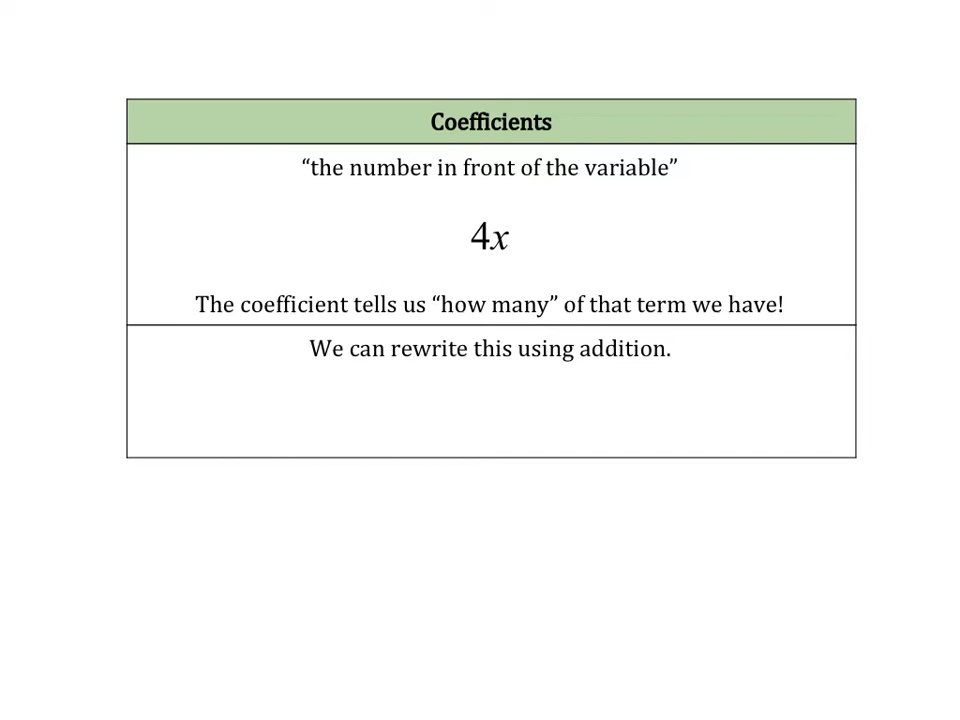 Coefficients
“the number in front of the variable”
4x
The coefficient tells us “how many” of that term we have!
We can rewrite this using addition.